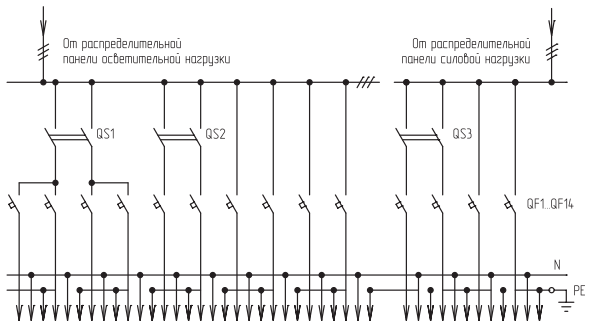 От распределительной
панели осветительной нагрузки
От распределительной
панели силовой нагрузки
QS1
QS2
QS3
QF1...QF14
N
PE